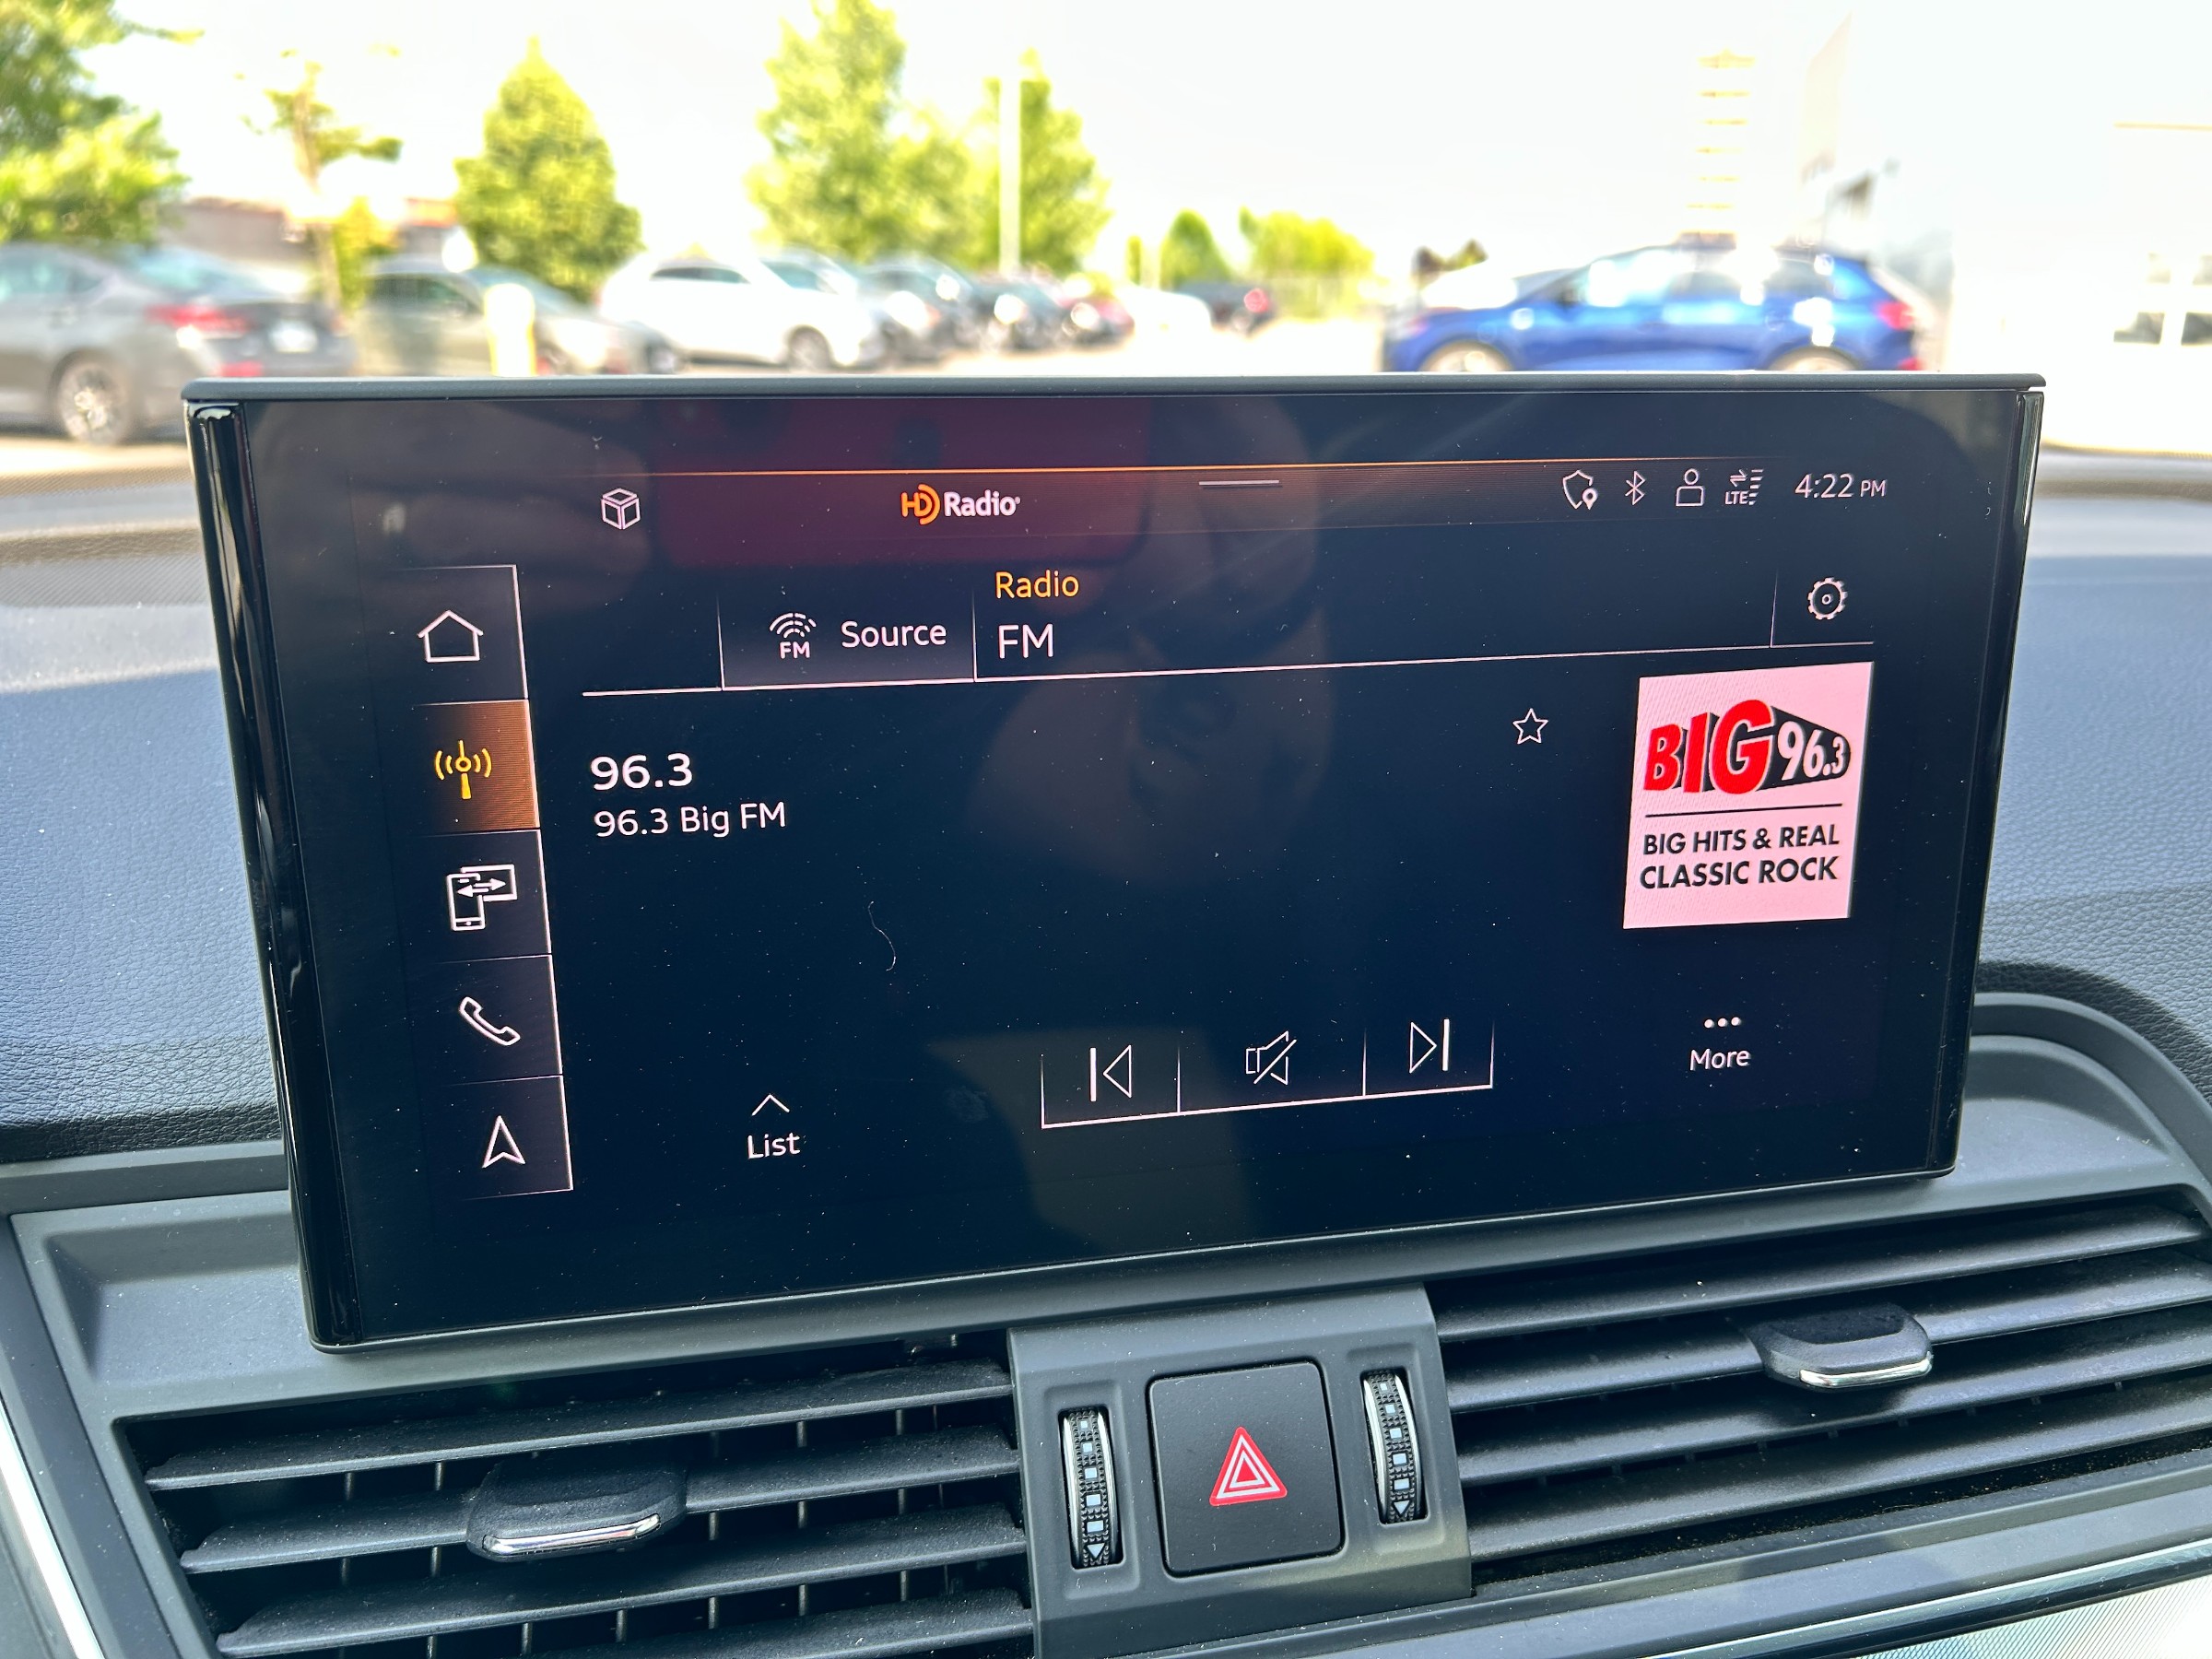 HD Radio
LTE
4:22 PM
Radio
FM
Source
FM
96.3
96.3 Big FM
BIG 96.3
BIG HITS & REAL
CLASSIC ROCK
More
List